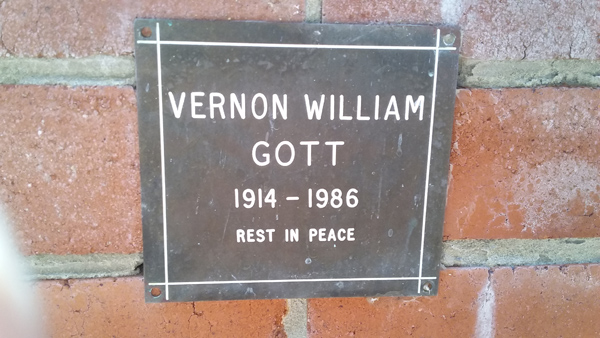 VERNON WILLIAM
GOTT
1914 - 1986
REST IN PEACE